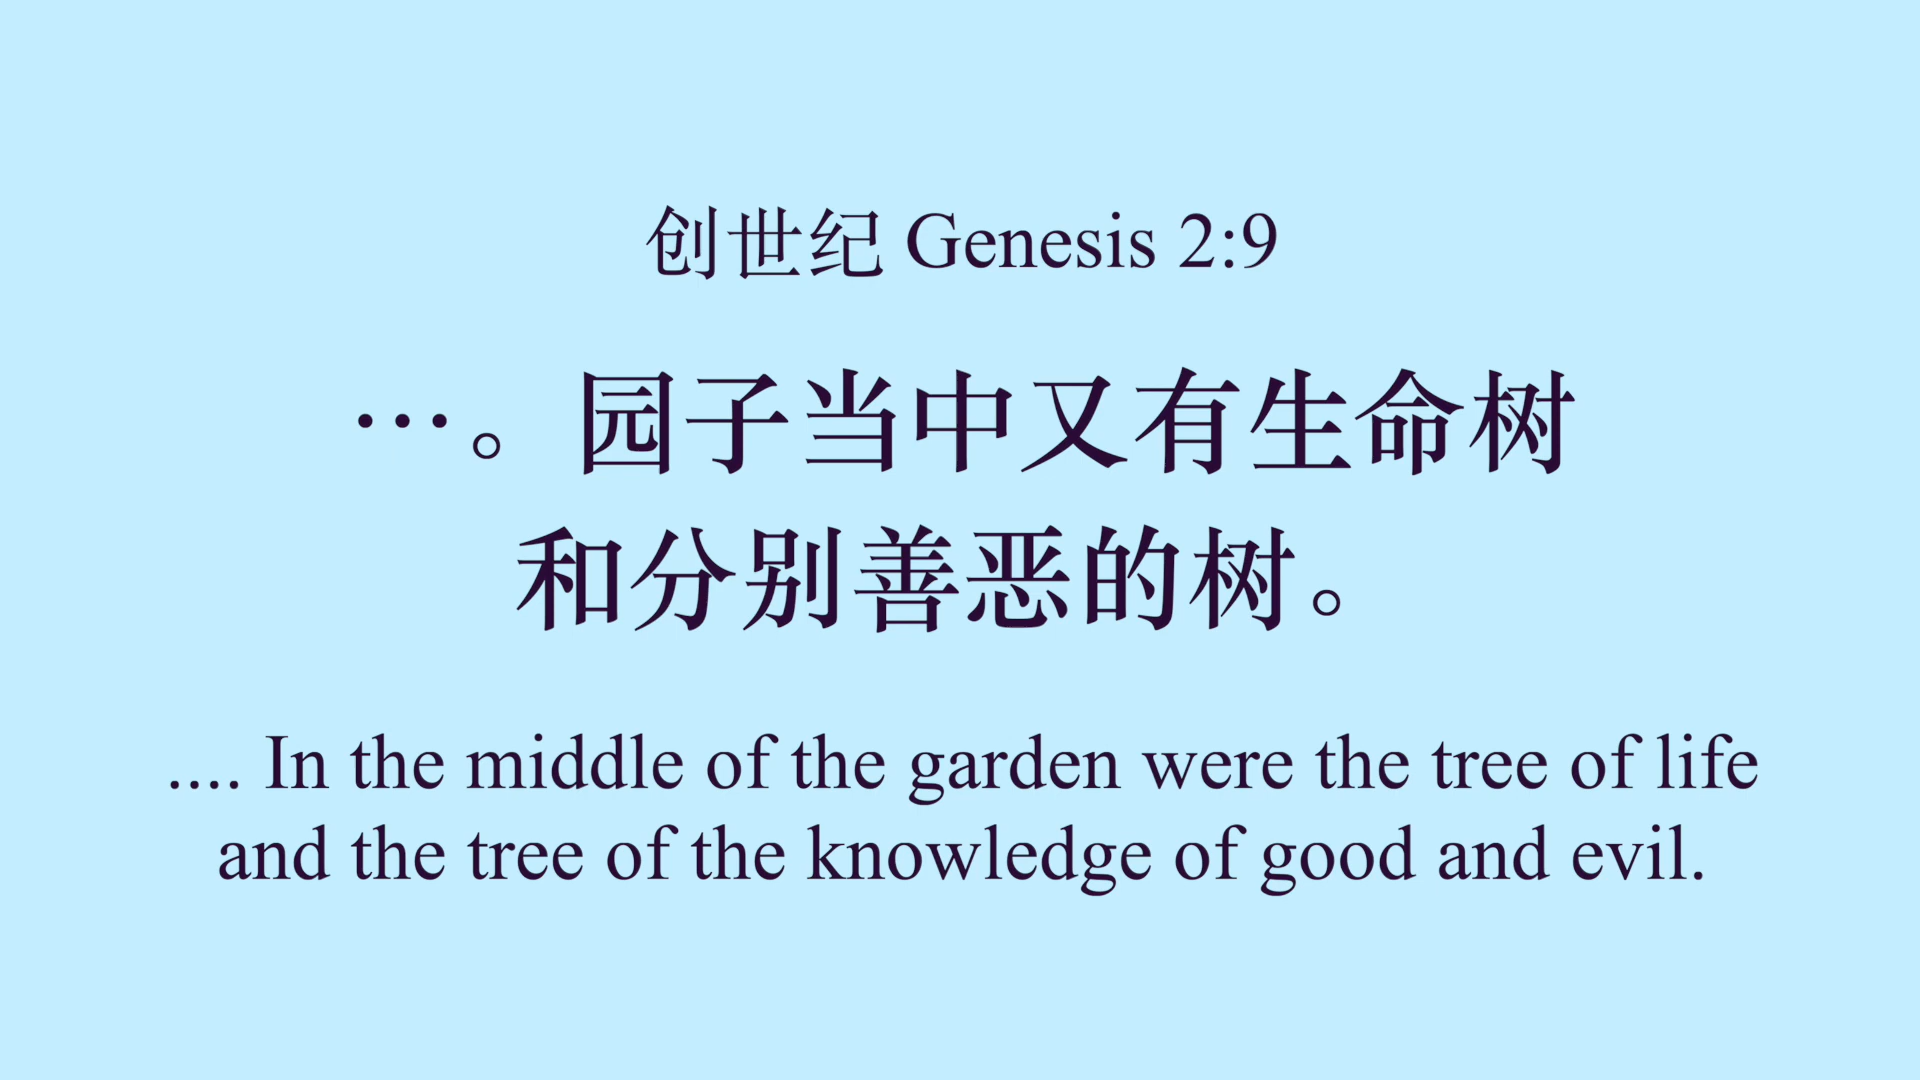 创世纪 Genesis 2:9
…。园子当中又有生命树
和分别善恶的树。
.... In the middle of the garden were the tree of life
and the tree of the knowledge of good and evil.